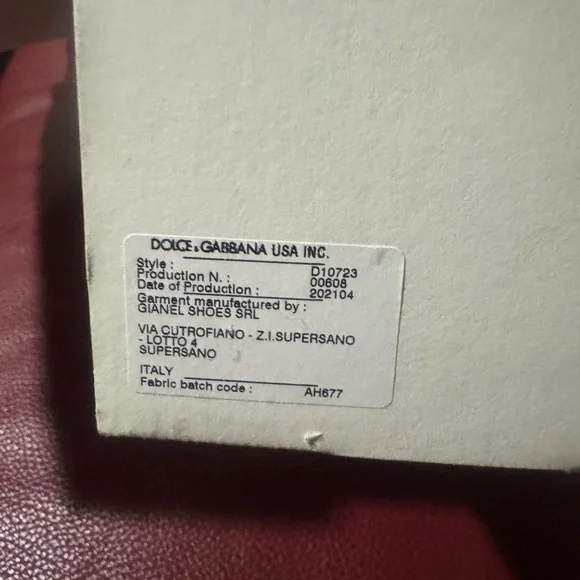 DOLCE & GABBANA USA INC.
Style : D10723
Production N. : 00608
Date of Production : 202104
Garment manufactured by :
GIANEL SHOES SRL
VIA CUTROFIANO - Z.I.SUPERSANO
- LOTTO 4
SUPERSANO
ITALY
Fabric batch code : AH677